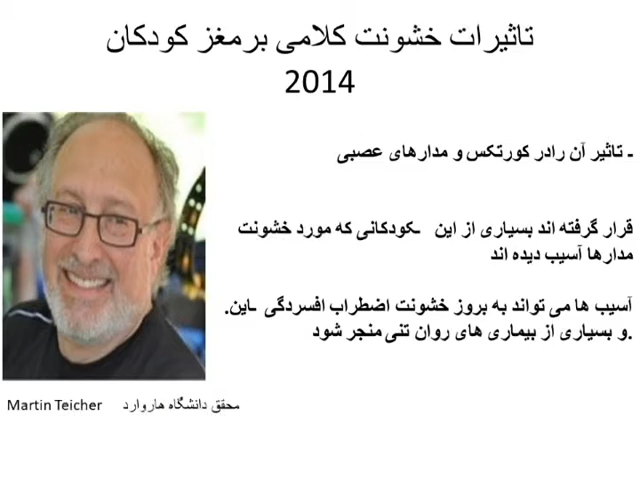 تاثیرات خشونت کلامی برمغز کودکان
2014
ـ تاثیر آن رادر کورتکس و مدارهای عصبی
قرار گرفته اند بسیاری از این ـکودکانی که مورد خشونت
مدارها آسیب دیده اند
آسیب ها می تواند به بروز خشونت اضطراب افسردگی ـاین.
.و بسیاری از بیماری های روان تنی منجر شود
Martin Teicher محقق دانشگاه هاروارد